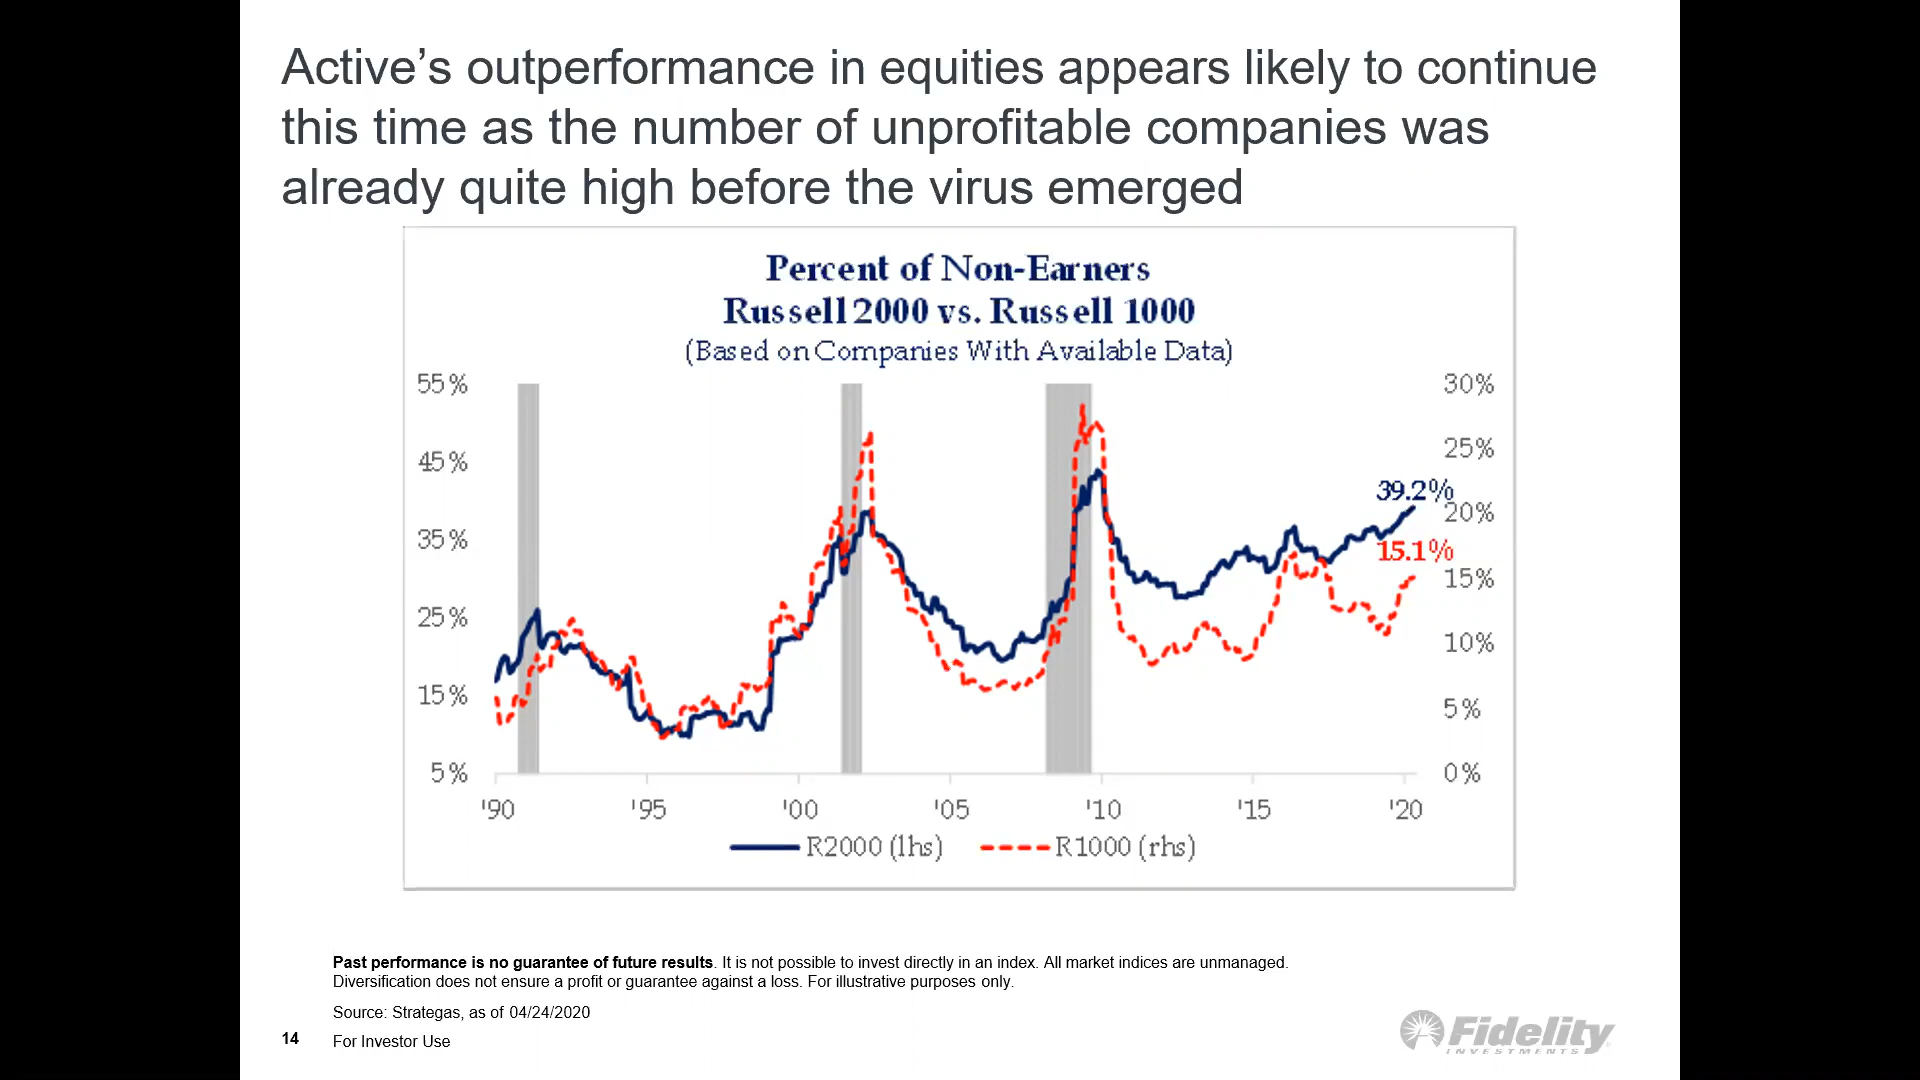 Active’s outperformance in equities appears likely to continue
this time as the number of unprofitable companies was
already quite high before the virus emerged
Percent of Non-Earners
Russell 2000 vs. Russell 1000
(Based on Companies With Available Data)
55%
45%
35%
25%
15%
5%
30%
25%
20%
15%
10%
5%
0%
39.2%
15.1%
'90
'95
'00
'05
'10
'15
'20
R2000 (lhs)
R1000 (rhs)
Past performance is no guarantee of future results. It is not possible to invest directly in an index. All market indices are unmanaged.
Diversification does not ensure a profit or guarantee against a loss. For illustrative purposes only.
Source: Strategas, as of 04/24/2020
14
For Investor Use
Fidelity
INVESTMENTS